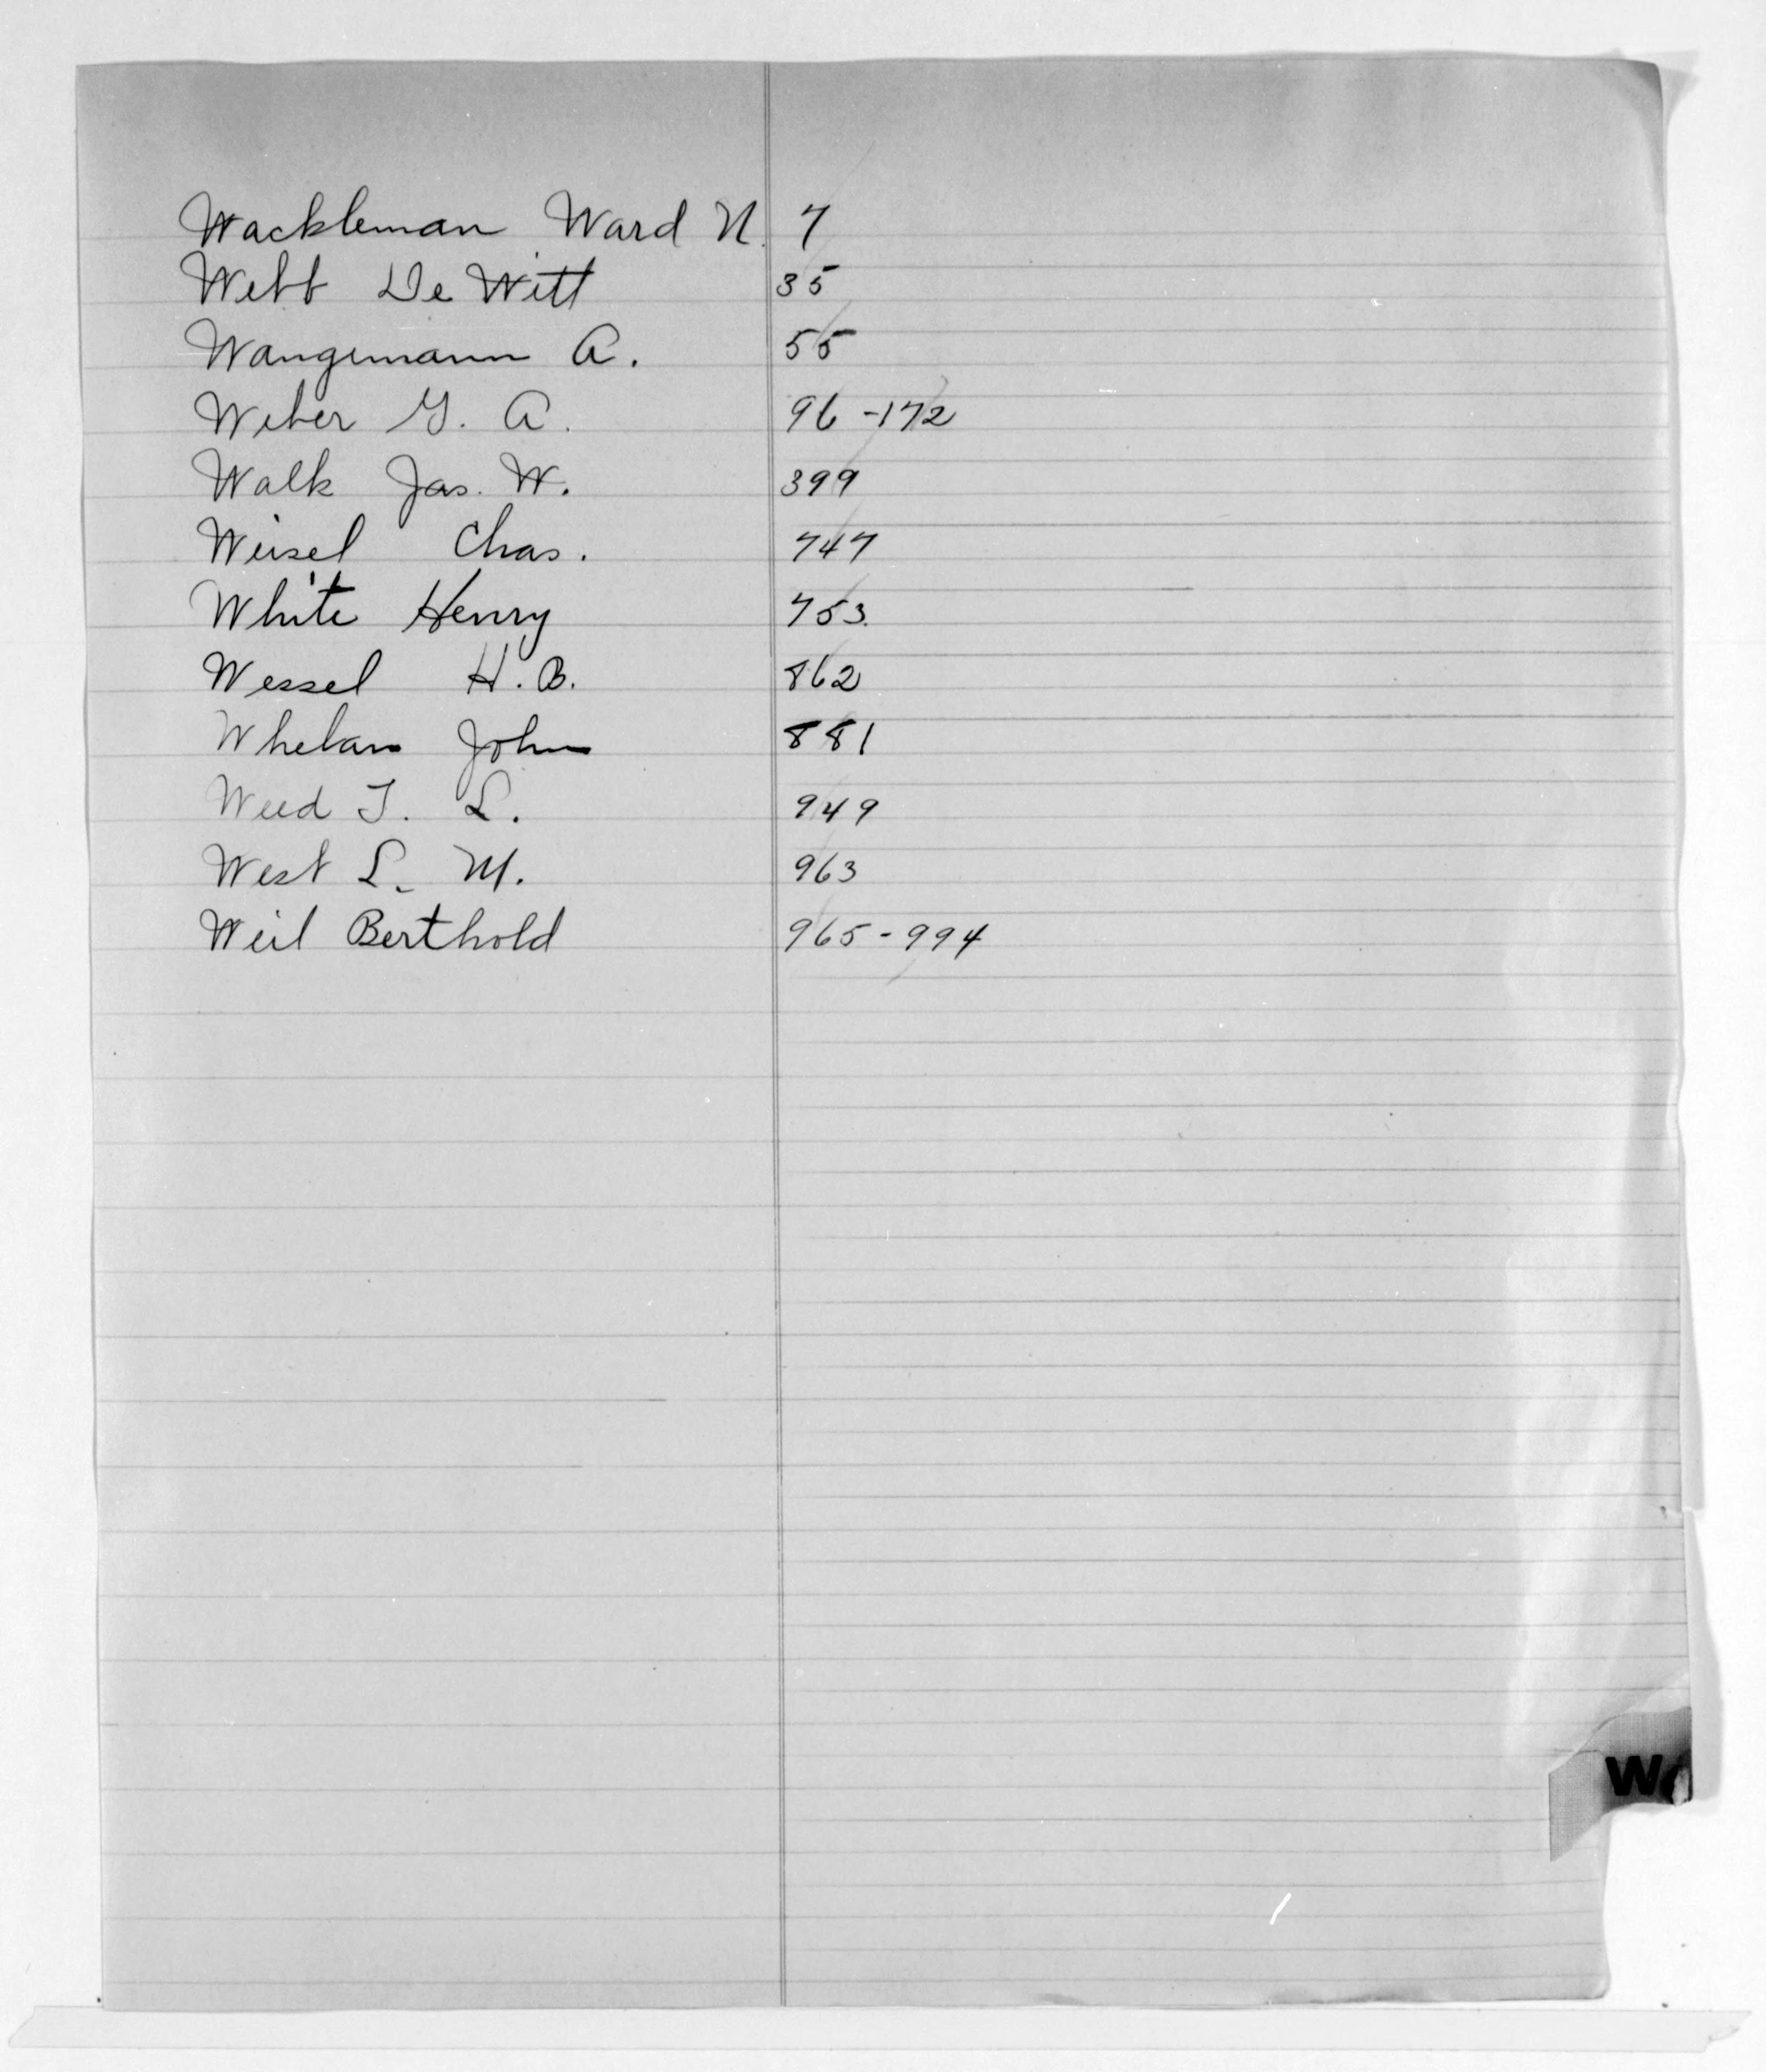 Wackleman Ward N. 7
Webb De Witt 35
Wangemann A. 55
Weber G. A. 96 - 172
Walk Jas. W. 399
Weisel Chas. 747
White Henry 753.
Wessel H. B. 862
Whelan John 881
Weed T. L. 949
West L. M. 963
Weil Berthold 965 - 994
W